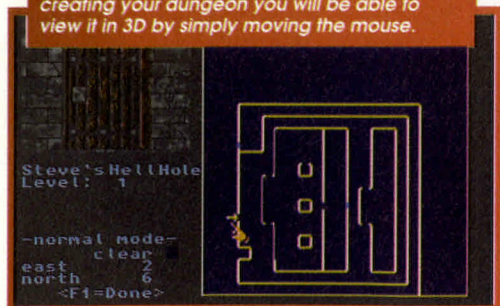 creating your dungeon you will be able to
view it in 3D by simply moving the mouse.
Steve'sHellHole
Level: 1
-normal mode-
clear
east 2
north 6
<F1=Done>